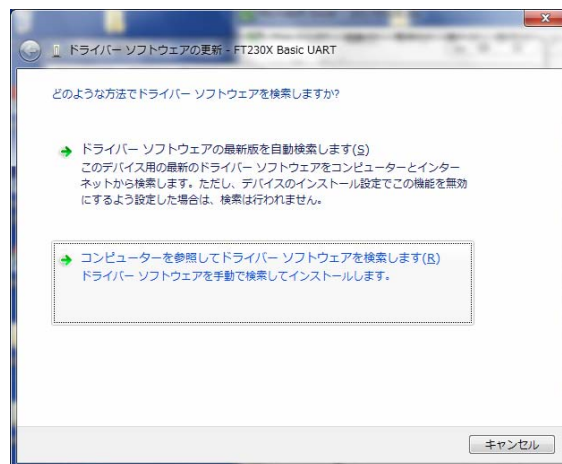 ドライバー ソフトウェアの更新 - FT230X Basic UART
どのような方法でドライバー ソフトウェアを検索しますか?
ドライバー ソフトウェアの最新版を自動検索します(S)
このデバイス用の最新のドライバー ソフトウェアをコンピューターとインター
ネットから検索します。ただし、デバイスのインストール設定でこの機能を無効
にするよう設定した場合は、検索は行われません。
コンピューターを参照してドライバー ソフトウェアを検索します(R)
ドライバー ソフトウェアを手動で検索してインストールします。
キャンセル